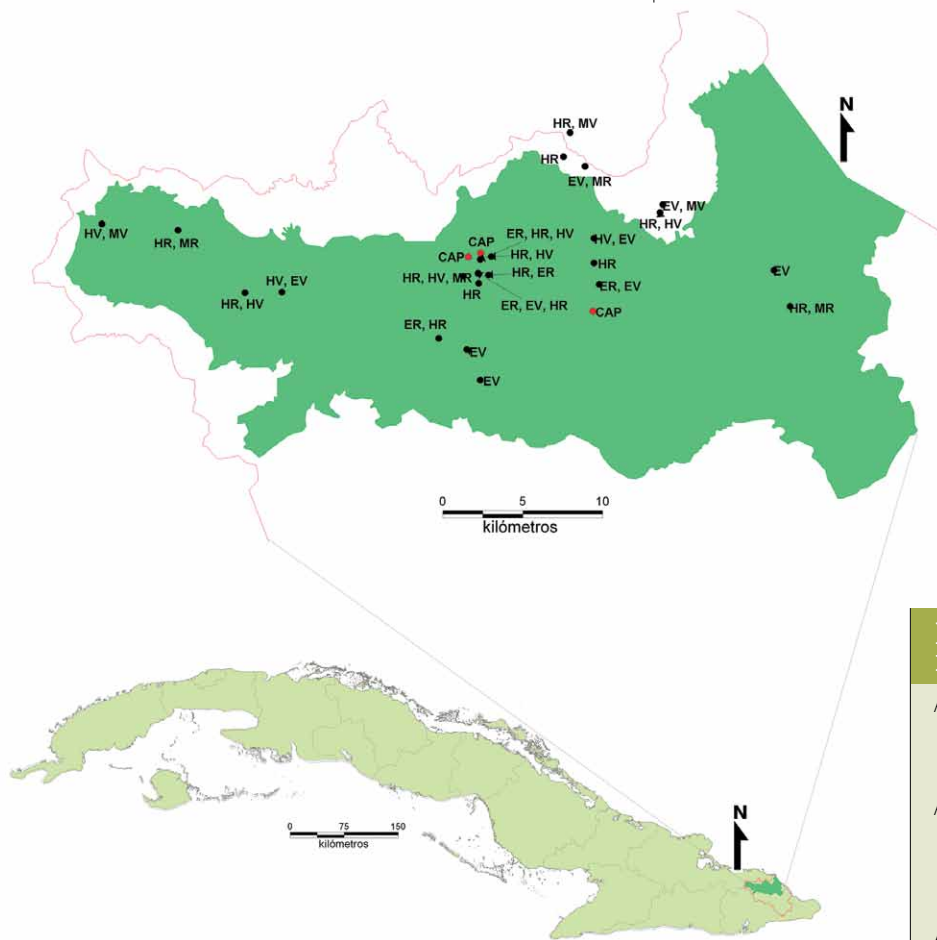 N
HR, MV
HR
EV, MR
EV, MV
HR, HV
HV, MV
HR, MR
ER, HR, HV
CAP
CAP
HR, HV
HV, EV
HR
EV
HR, HV, MR
HR, ER
HV, EV
HR, HV
HR
ER, EV
ER, EV, HR
CAP
HR, MR
ER, HR
EV
EV
0 5 10
kilómetros
N
0 75 150
kilómetros